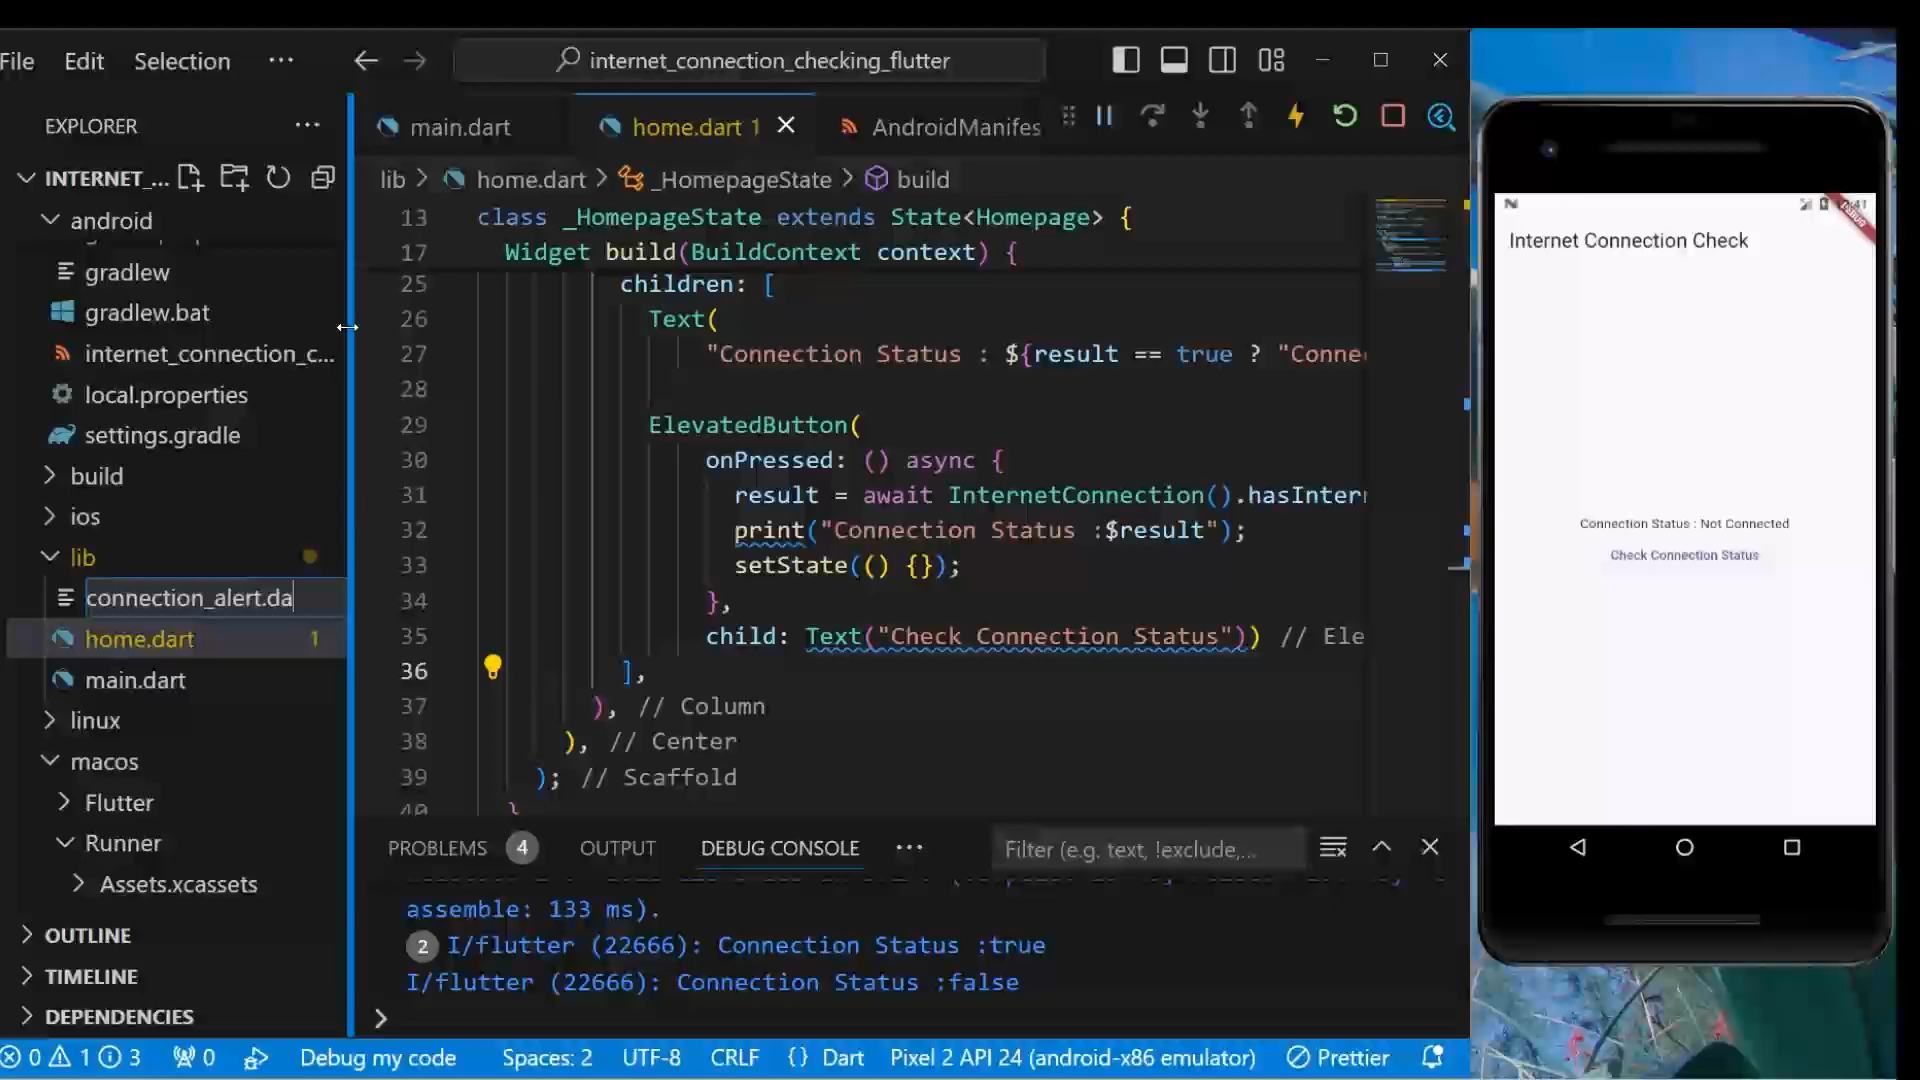 File Edit Selection ...
internet_connection_checking_flutter
EXPLORER ...
INTERNET_...
android
gradlew
gradlew.bat
internet_connection_c...
local.properties
settings.gradle
build
ios
lib
connection_alert.da
home.dart 1
main.dart
linux
macos
Flutter
Runner
Assets.xcassets
OUTLINE
TIMELINE
DEPENDENCIES
main.dart home.dart 1 AndroidManifes
lib > home.dart > _HomepageState > build
13 class _HomepageState extends State<Homepage> {
17 Widget build(BuildContext context) {
25 children: [
26 Text(
27 "Connection Status : ${result == true ? "Conne
28
29 ElevatedButton(
30 onPressed: () async {
31 result = await InternetConnection().hasInter
32 print("Connection Status :$result");
33 setState(() {});
34 },
35 child: Text("Check Connection Status")) // Ele
36 ],
37 ), // Column
38 ), // Center
39 ); // Scaffold
40 }
PROBLEMS 4 OUTPUT DEBUG CONSOLE ... Filter (e.g. text, !exclude,...
assemble: 133 ms).
2 I/flutter (22666): Connection Status :true
I/flutter (22666): Connection Status :false
>
0 1 3 0 Debug my code Spaces: 2 UTF-8 CRLF {} Dart Pixel 2 API 24 (android-x86 emulator) Prettier
DEBUG
Internet Connection Check
Connection Status : Not Connected
Check Connection Status